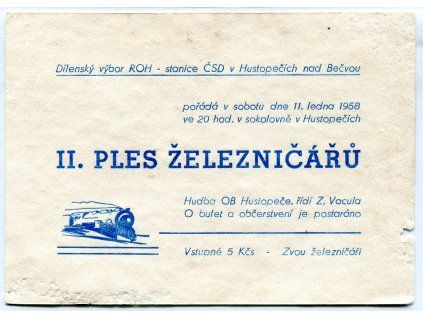 Dílenský výbor ROH - stanice ČSD v Hustopečích nad Bečvou
pořádá v sobotu dne 11. ledna 1958
ve 20 hod. v sokolovně v Hustopečích
II. PLES ŽELEZNIČÁŘŮ
Hudba OB Hustopeče, řídí Z. Vacula
O bufet a občerstvení je postaráno
Vstupné 5 Kčs - Zvou železničáři